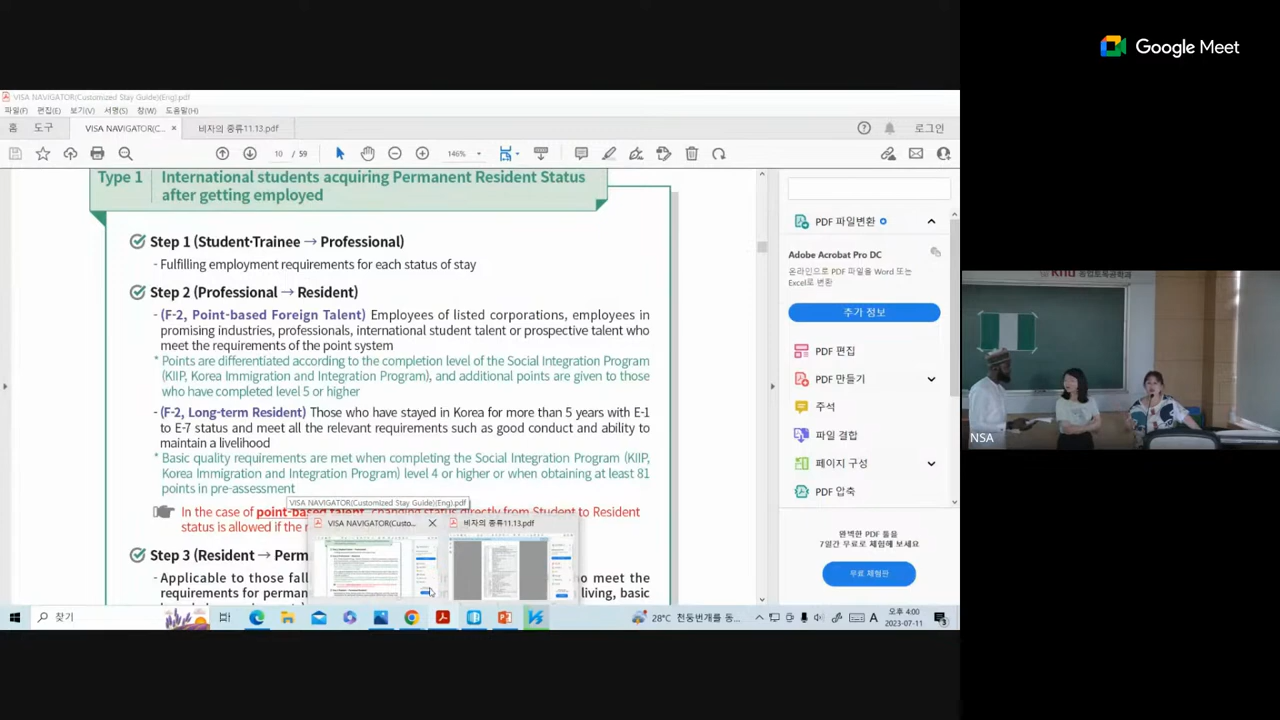 Google Meet
VISA NAVIGATOR(Customized Stay Guide)(Eng).pdf
파일(F) 편집(E) 보기(V) 서명(S) 창(W) 도움말(H)
홈 도구 VISA NAVIGATOR(C... × 비자의 종류11.13.pdf 로그인
10 / 59 146%
Type 1 International students acquiring Permanent Resident Status
after getting employed
Step 1 (Student·Trainee → Professional)
- Fulfilling employment requirements for each status of stay
Step 2 (Professional → Resident)
- (F-2, Point-based Foreign Talent) Employees of listed corporations, employees in
promising industries, professionals, international student talent or prospective talent who
meet the requirements of the point system
* Points are differentiated according to the completion level of the Social Integration Program
(KIIP, Korea Immigration and Integration Program), and additional points are given to those
who have completed level 5 or higher
- (F-2, Long-term Resident) Those who have stayed in Korea for more than 5 years with E-1
to E-7 status and meet all the relevant requirements such as good conduct and ability to
maintain a livelihood
* Basic quality requirements are met when completing the Social Integration Program (KIIP,
Korea Immigration and Integration Program) level 4 or higher or when obtaining at least 81
points in pre-assessment
VISA NAVIGATOR(Customized Stay Guide)(Eng).pdf
In the case of point-based talent, changing status directly from Student to Resident
status is allowed if the r
VISA NAVIGATOR(Custo... × 비자의 종류11.13.pdf
Step 3 (Resident → Perm
- Applicable to those fall
o meet the
requirements for perman
living, basic
PDF 파일변환
Adobe Acrobat Pro DC
온라인으로 PDF 파일을 Word 또는
Excel로 변환
추가 정보
PDF 편집
PDF 만들기
주석
파일 결합
페이지 구성
PDF 압축
완벽한 PDF 툴을
7일간 무료로 체험해 보세요
무료 체험판
찾기
28°C 천둥번개를 동... A 오후 4:00
2023-07-11
3
knu 농업토목공학과
NSA